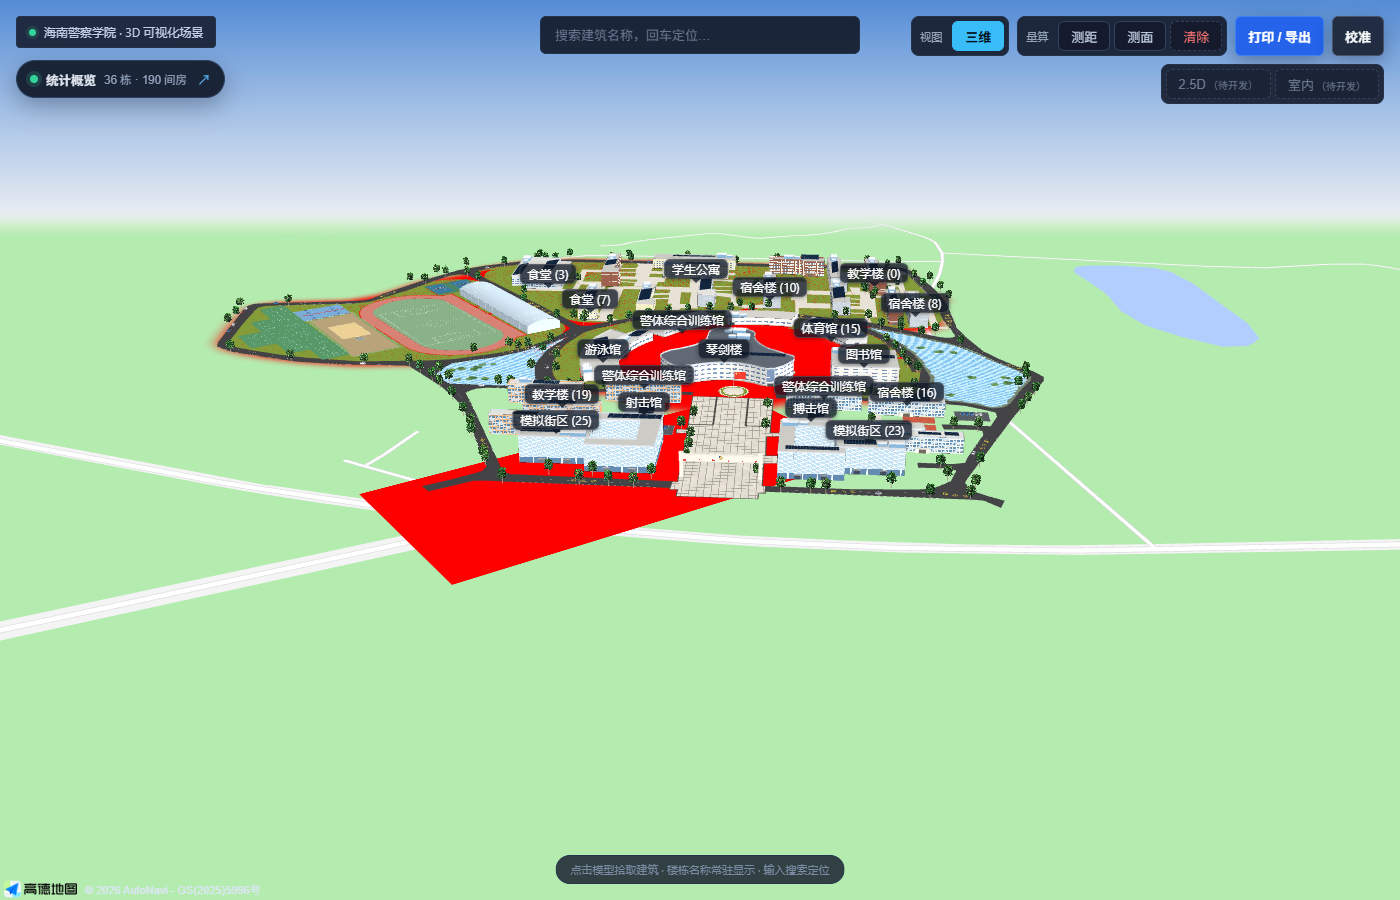 海南警察学院 · 3D 可视化场景
搜索建筑名称，回车定位...
视图 三维
量算 测距 测面 清除
打印 / 导出
校准
统计概览 36 栋 · 190 间房 ↗
2.5D（待开发） 室内（待开发）
食堂 (3)
学生公寓
教学楼 (0)
宿舍楼 (10)
食堂 (7)
宿舍楼 (8)
警体综合训练馆
体育馆 (15)
游泳馆
琴剑楼
图书馆
警体综合训练馆
警体综合训练馆
教学楼 (19)
宿舍楼 (16)
射击馆
搏击馆
模拟街区 (25)
模拟街区 (23)
点击模型拾取建筑 · 楼栋名称常驻显示 · 输入搜索定位
高德地图 © 2026 AutoNavi - GS(2025)5996号